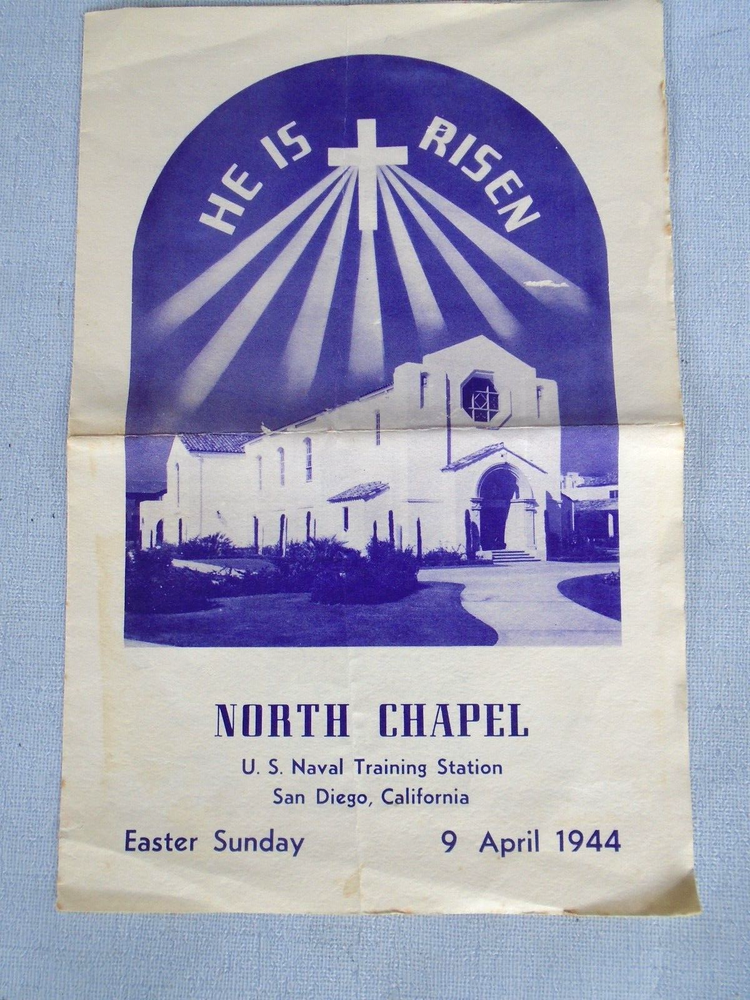 HE IS RISEN
NORTH CHAPEL
U. S. Naval Training Station
San Diego, California
Easter Sunday 9 April 1944